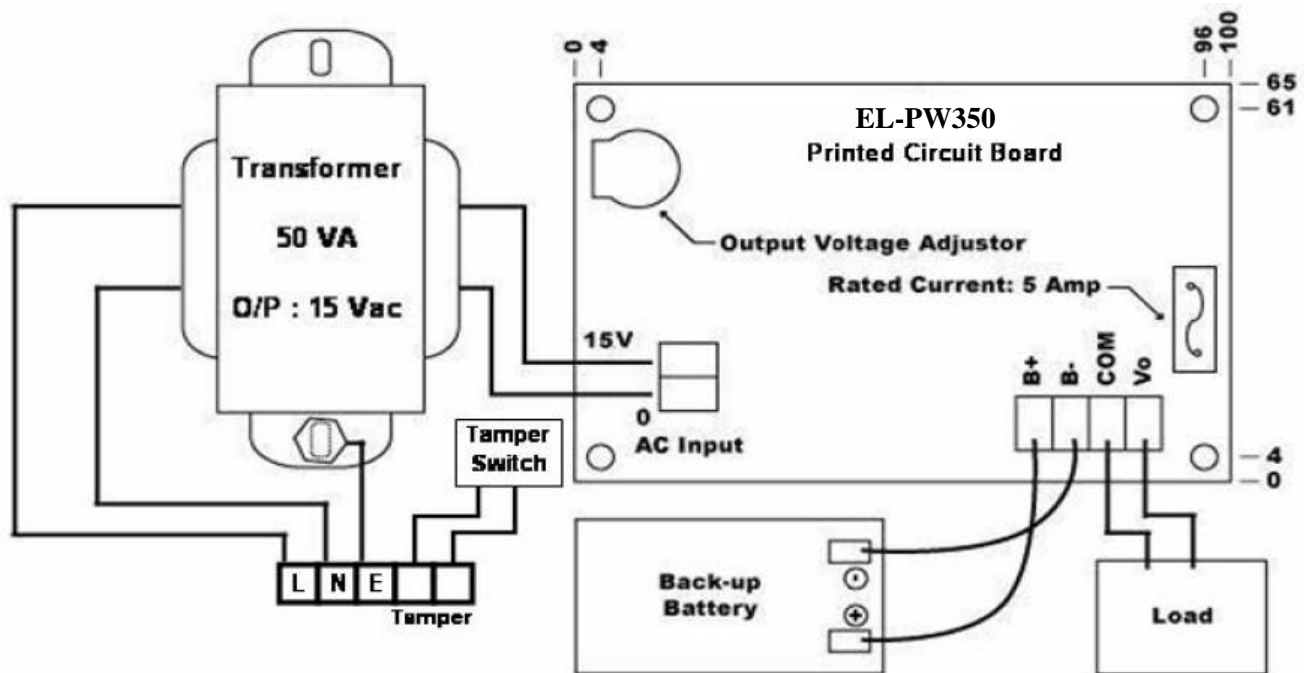 Transformer
50 VA
O/P : 15 Vac
0
4
96
100
65
61
EL-PW350
Printed Circuit Board
Output Voltage Adjustor
Rated Current: 5 Amp
15V
0
AC Input
B+
B-
COM
Vo
4
0
Tamper
Switch
L N E
Tamper
Back-up
Battery
-
+
Load